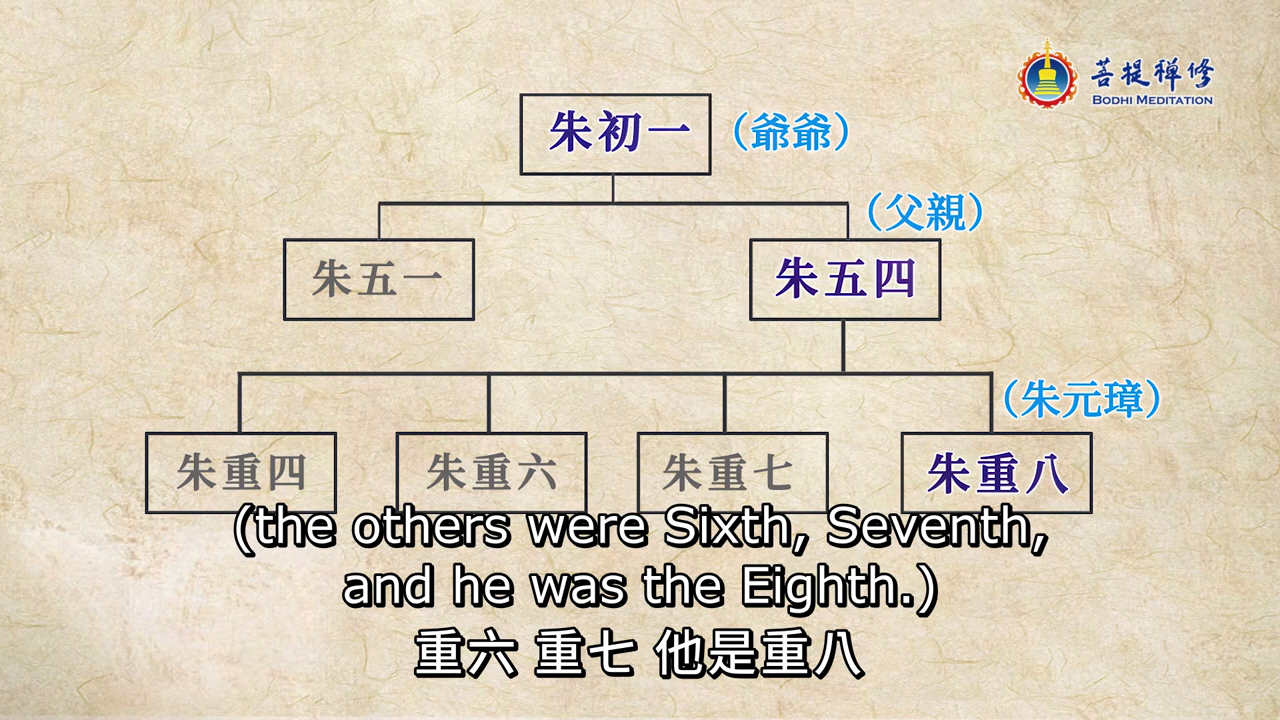 菩提禪修
BODHI MEDITATION
朱初一 (爺爺)
(父親)
朱五一 朱五四
(朱元璋)
朱重四 朱重六 朱重七 朱重八
(the others were Sixth, Seventh,
and he was the Eighth.)
重六 重七 他是重八